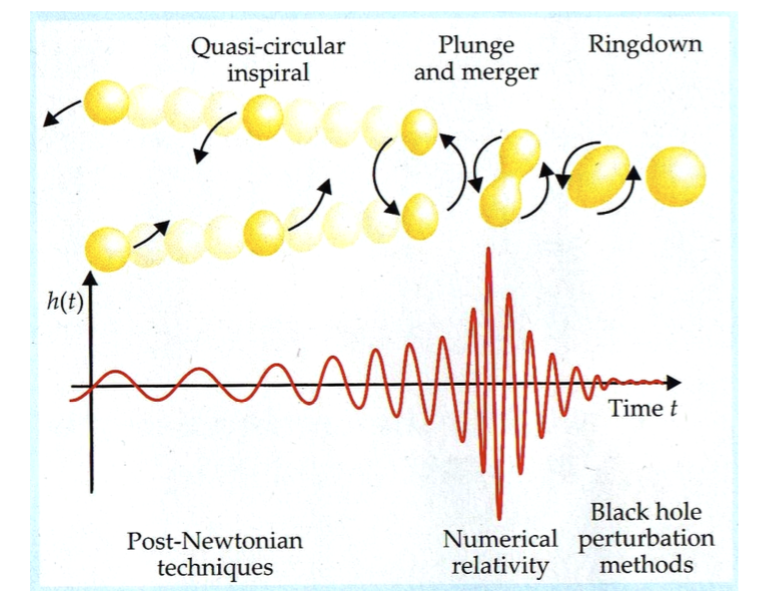 Quasi-circular
inspiral
Plunge
and merger
Ringdown
h(t)
Time t
Post-Newtonian
techniques
Numerical
relativity
Black hole
perturbation
methods